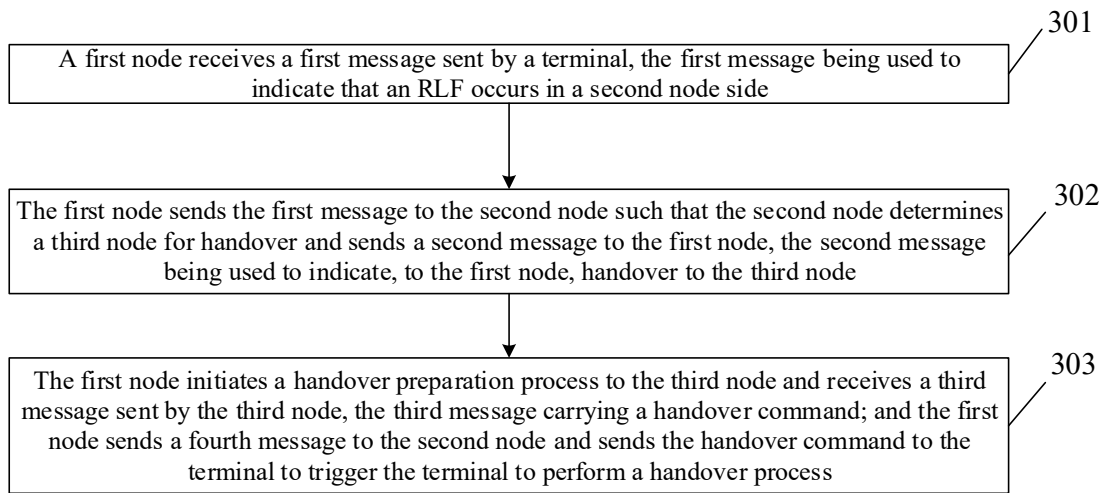 301
A first node receives a first message sent by a terminal, the first message being used to
indicate that an RLF occurs in a second node side
302
The first node sends the first message to the second node such that the second node determines
a third node for handover and sends a second message to the first node, the second message
being used to indicate, to the first node, handover to the third node
303
The first node initiates a handover preparation process to the third node and receives a third
message sent by the third node, the third message carrying a handover command; and the first
node sends a fourth message to the second node and sends the handover command to the
terminal to trigger the terminal to perform a handover process